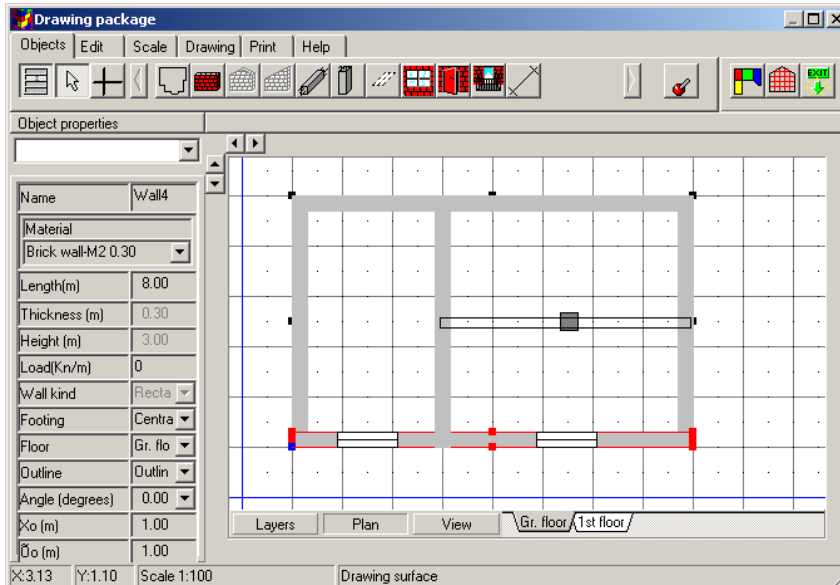 Drawing package
Objects Edit Scale Drawing Print Help
EXIT
Object properties
Name Wall4
Material
Brick wall-M2 0.30
Length(m) 8.00
Thickness (m) 0.30
Height (m) 3.00
Load(Kn/m) 0
Wall kind Recta
Footing Centra
Floor Gr. flo
Outline Outlin
Angle (degrees) 0.00
Xo (m) 1.00
Õo (m) 1.00
Layers Plan View Gr. floor 1st floor
X:3.13 Y:1.10 Scale 1:100 Drawing surface